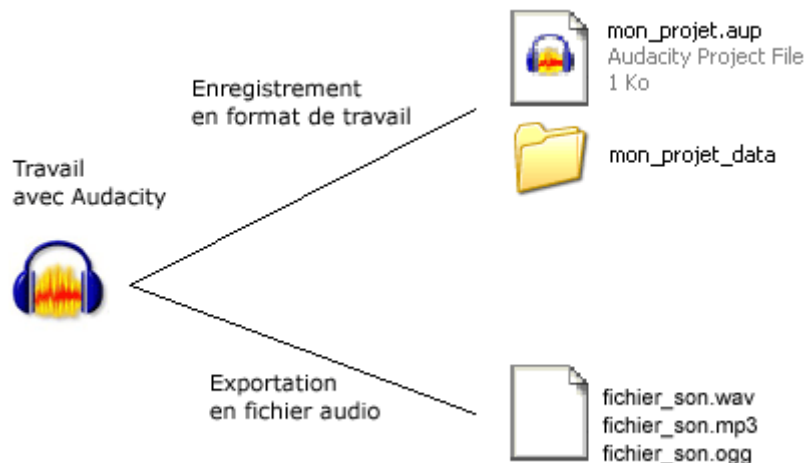 mon_projet.aup
Audacity Project File
1 Ko
Enregistrement
en format de travail
mon_projet_data
Travail
avec Audacity
Exportation
en fichier audio
fichier_son.wav
fichier_son.mp3
fichier_son.ogg